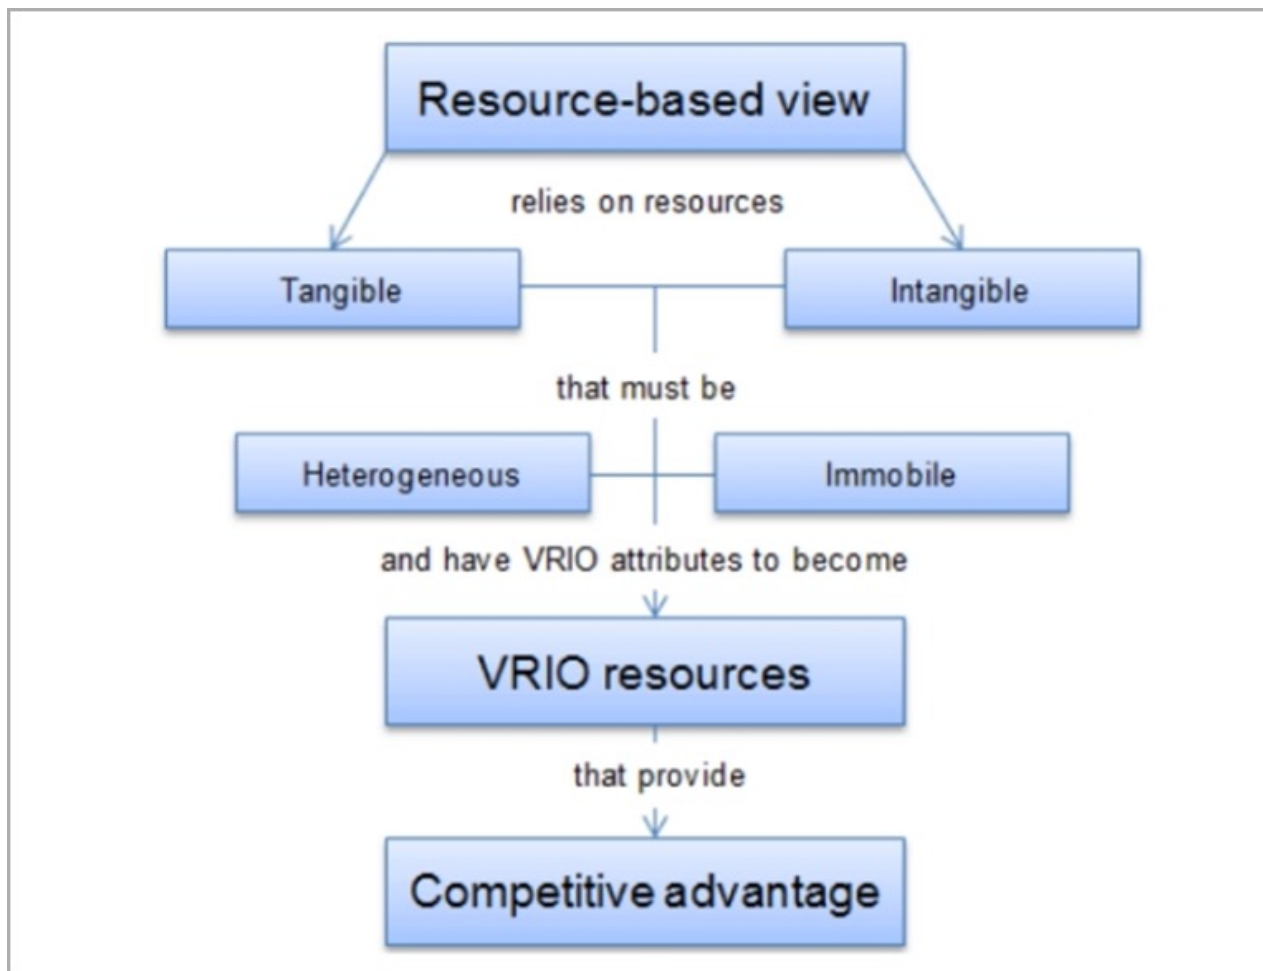 Resource-based view
relies on resources
Tangible
Intangible
that must be
Heterogeneous
Immobile
and have VRIO attributes to become
VRIO resources
that provide
Competitive advantage